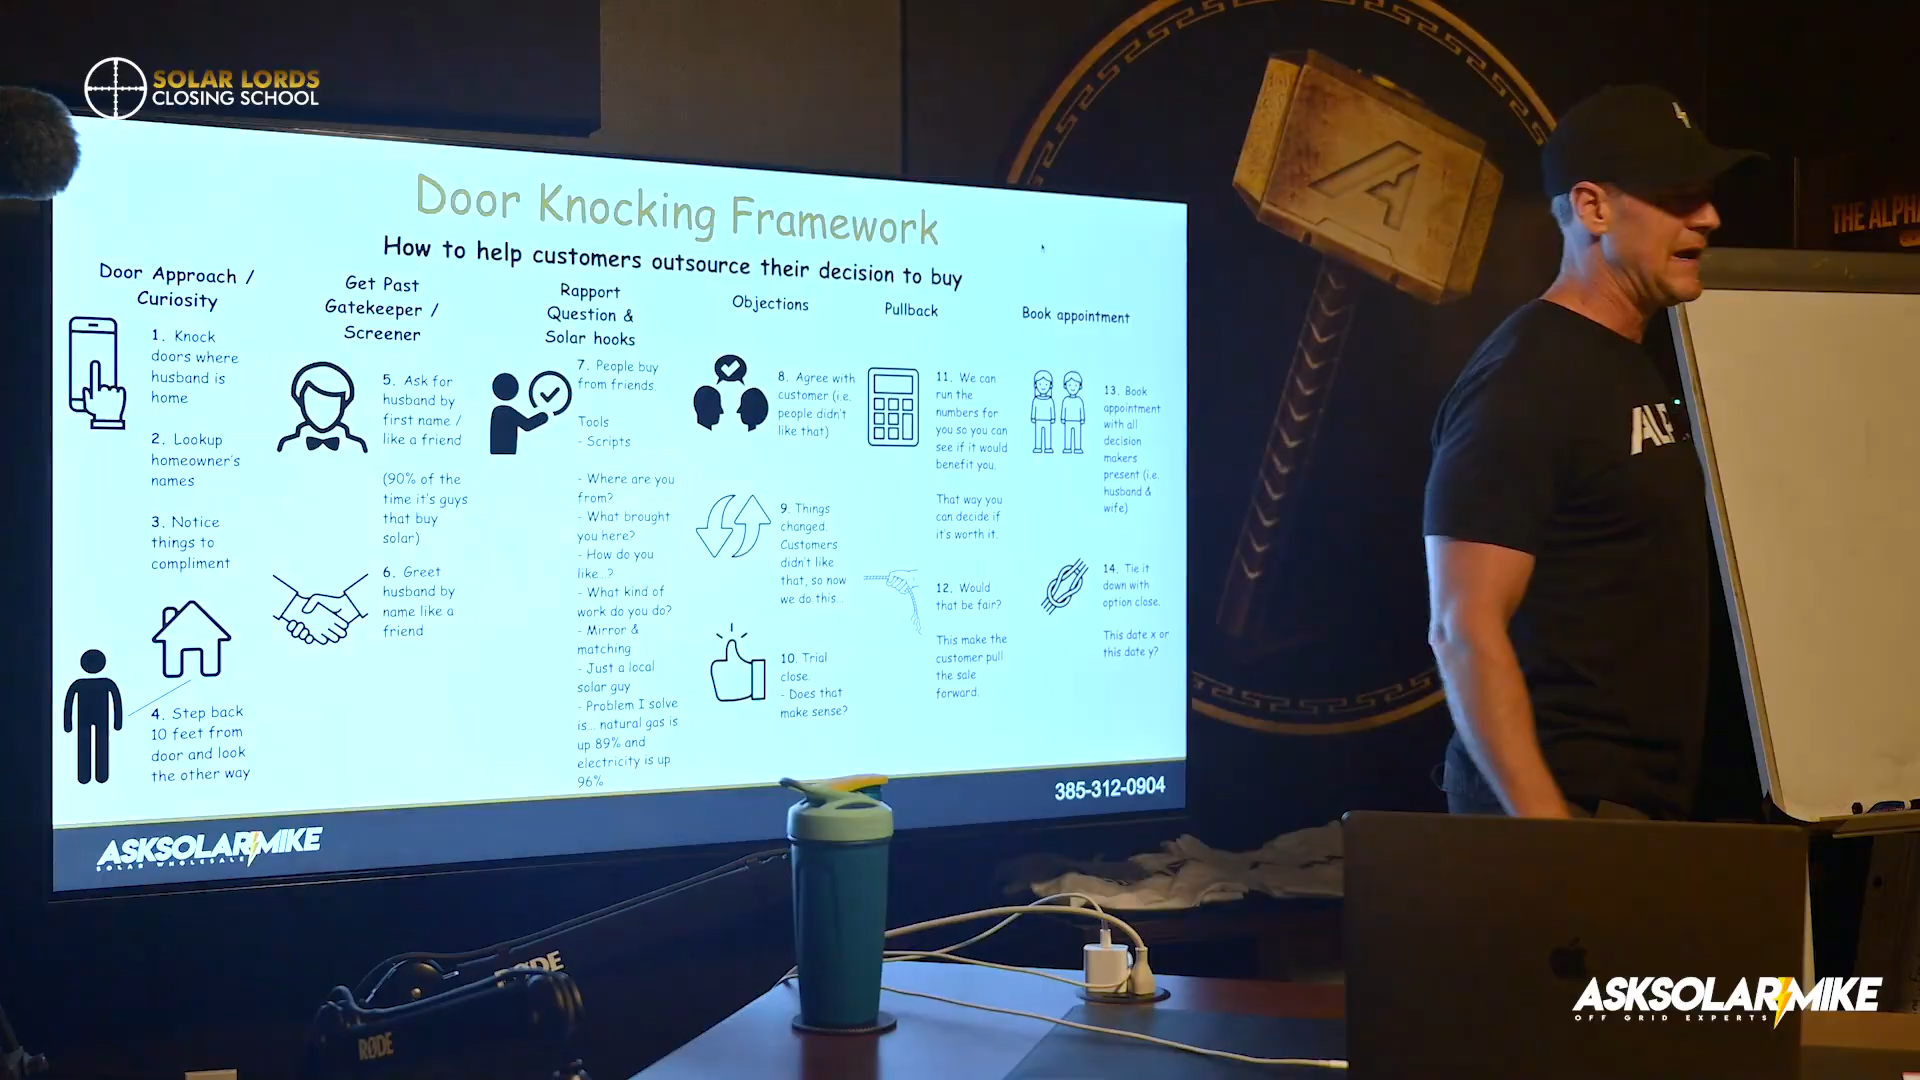 SOLAR LORDS
CLOSING SCHOOL
Door Knocking Framework
How to help customers outsource their decision to buy
Door Approach /
Curiosity
1. Knock
doors where
husband is
home
2. Lookup
homeowner's
names
3. Notice
things to
compliment
4. Step back
10 feet from
door and look
the other way
Get Past
Gatekeeper /
Screener
5. Ask for
husband by
first name /
like a friend
(90% of the
time it's guys
that buy
solar)
6. Greet
husband by
name like a
friend
Rapport
Question &
Solar hooks
7. People buy
from friends.
Tools
- Scripts
- Where are you
from?
- What brought
you here?
- How do you
like...?
- What kind of
work do you do?
- Mirror &
matching
- Just a local
solar guy
- Problem I solve
is... natural gas is
up 89% and
electricity is up
96%
Objections
8. Agree with
customer (i.e.
people didn't
like that)
9. Things
changed.
Customers
didn't like
that, so now
we do this...
10. Trial
close.
- Does that
make sense?
Pullback
11. We can
run the
numbers for
you so you can
see if it would
benefit you.
That way you
can decide if
it's worth it.
12. Would
that be fair?
This make the
customer pull
the sale
forward.
Book appointment
13. Book
appointment
with all
decision
makers
present (i.e.
husband &
wife)
14. Tie it
down with
option close.
This date x or
this date y?
385-312-0904
ASKSOLARMIKE
SOLAR WHOLESALE
A
THE ALPHA
ALP
RØDE
RØDE
ASKSOLARMIKE
OFF GRID EXPERTS